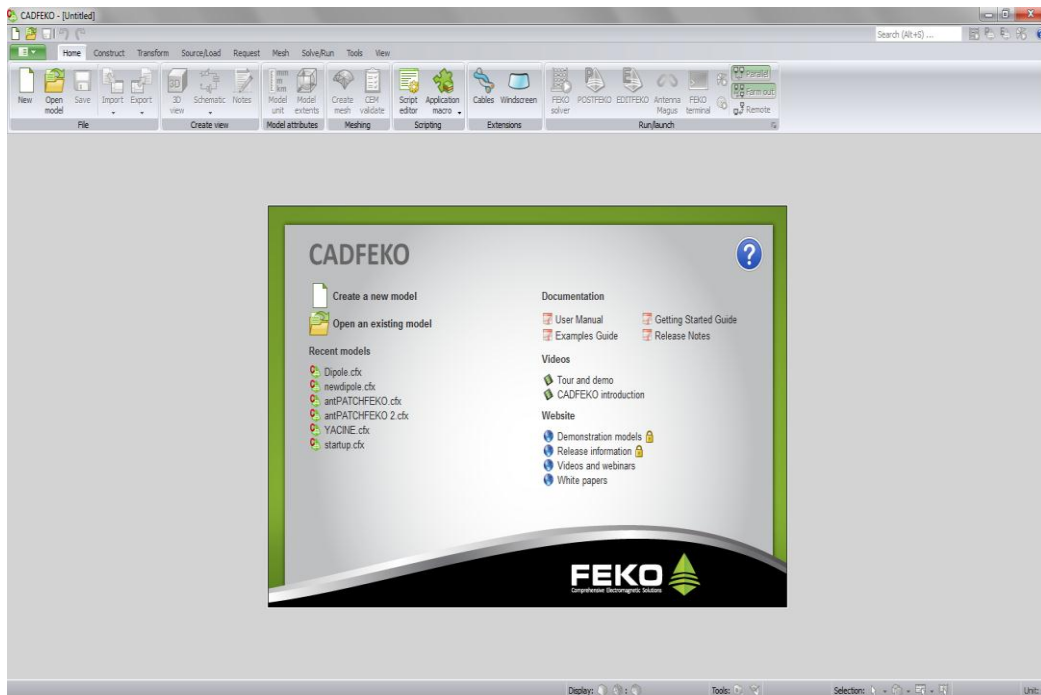 CADFEKO - [Untitled]
Search (Alt+S) ...
Home Construct Transform Source/Load Request Mesh Solve/Run Tools View
New Open model Save Import Export 3D view Schematic Notes Model unit Model extents Create mesh CEM validate Script editor Application macro Cables Windscreen FEKO solver POSTFEKO EDITFEKO Antenna Magus FEKO terminal Parallel Farm out Remote
File Create view Model attributes Meshing Scripting Extensions Run/launch
CADFEKO
Create a new model
Open an existing model
Recent models
Dipole.cfx
newdipole.cfx
antPATCHFEKO.cfx
antPATCHFEKO 2.cfx
YACINE.cfx
startup.cfx
Documentation
User Manual Getting Started Guide
Examples Guide Release Notes
Videos
Tour and demo
CADFEKO introduction
Website
Demonstration models
Release information
Videos and webinars
White papers
FEKO
Comprehensive Electromagnetic Solutions
Display: Tools: Selection: Unit: